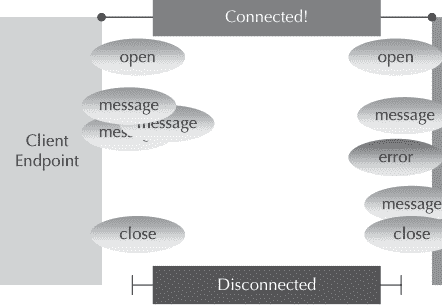 Connected!
open
open
message
message
message
Client
Endpoint
error
message
close
close
Disconnected